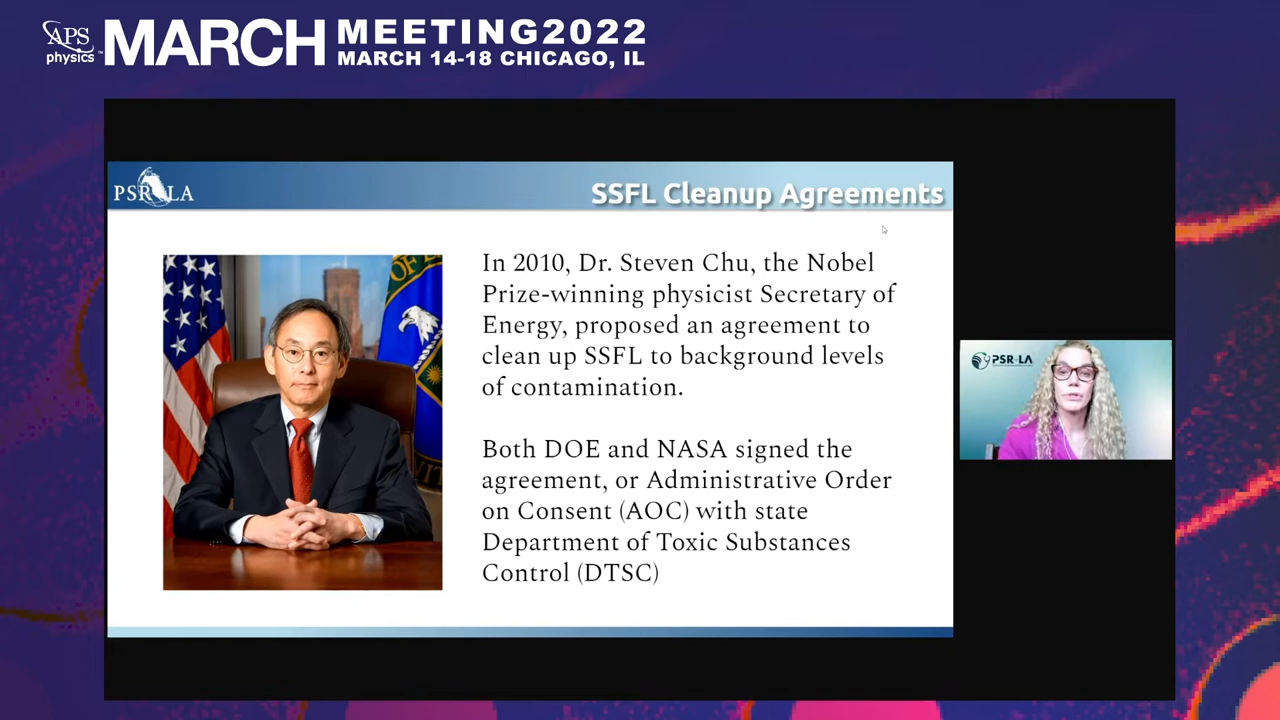 APS
physics
MARCH
MEETING2022
MARCH 14-18 CHICAGO, IL
PSR LA
SSFL Cleanup Agreements
In 2010, Dr. Steven Chu, the Nobel
Prize-winning physicist Secretary of
Energy, proposed an agreement to
clean up SSFL to background levels
of contamination.
Both DOE and NASA signed the
agreement, or Administrative Order
on Consent (AOC) with state
Department of Toxic Substances
Control (DTSC)
PSR-LA